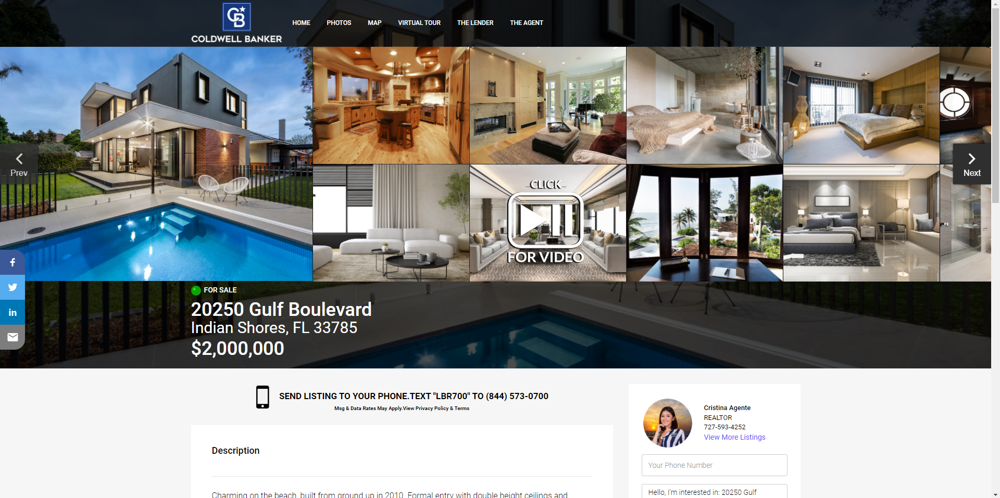 CB
COLDWELL BANKER
HOME
PHOTOS
MAP
VIRTUAL TOUR
THE LENDER
THE AGENT
Prev
CLICK
FOR VIDEO
Next
FOR SALE
20250 Gulf Boulevard
Indian Shores, FL 33785
$2,000,000
f
in
SEND LISTING TO YOUR PHONE.TEXT "LBR700" TO (844) 573-0700
Msg & Data Rates May Apply.View Privacy Policy & Terms
Cristina Agente
REALTOR
727-593-4252
View More Listings
Description
Your Phone Number
Hello, I'm interested in: 20250 Gulf
Charming on the beach, built from ground up in 2010. Formal entry with double height ceilings and